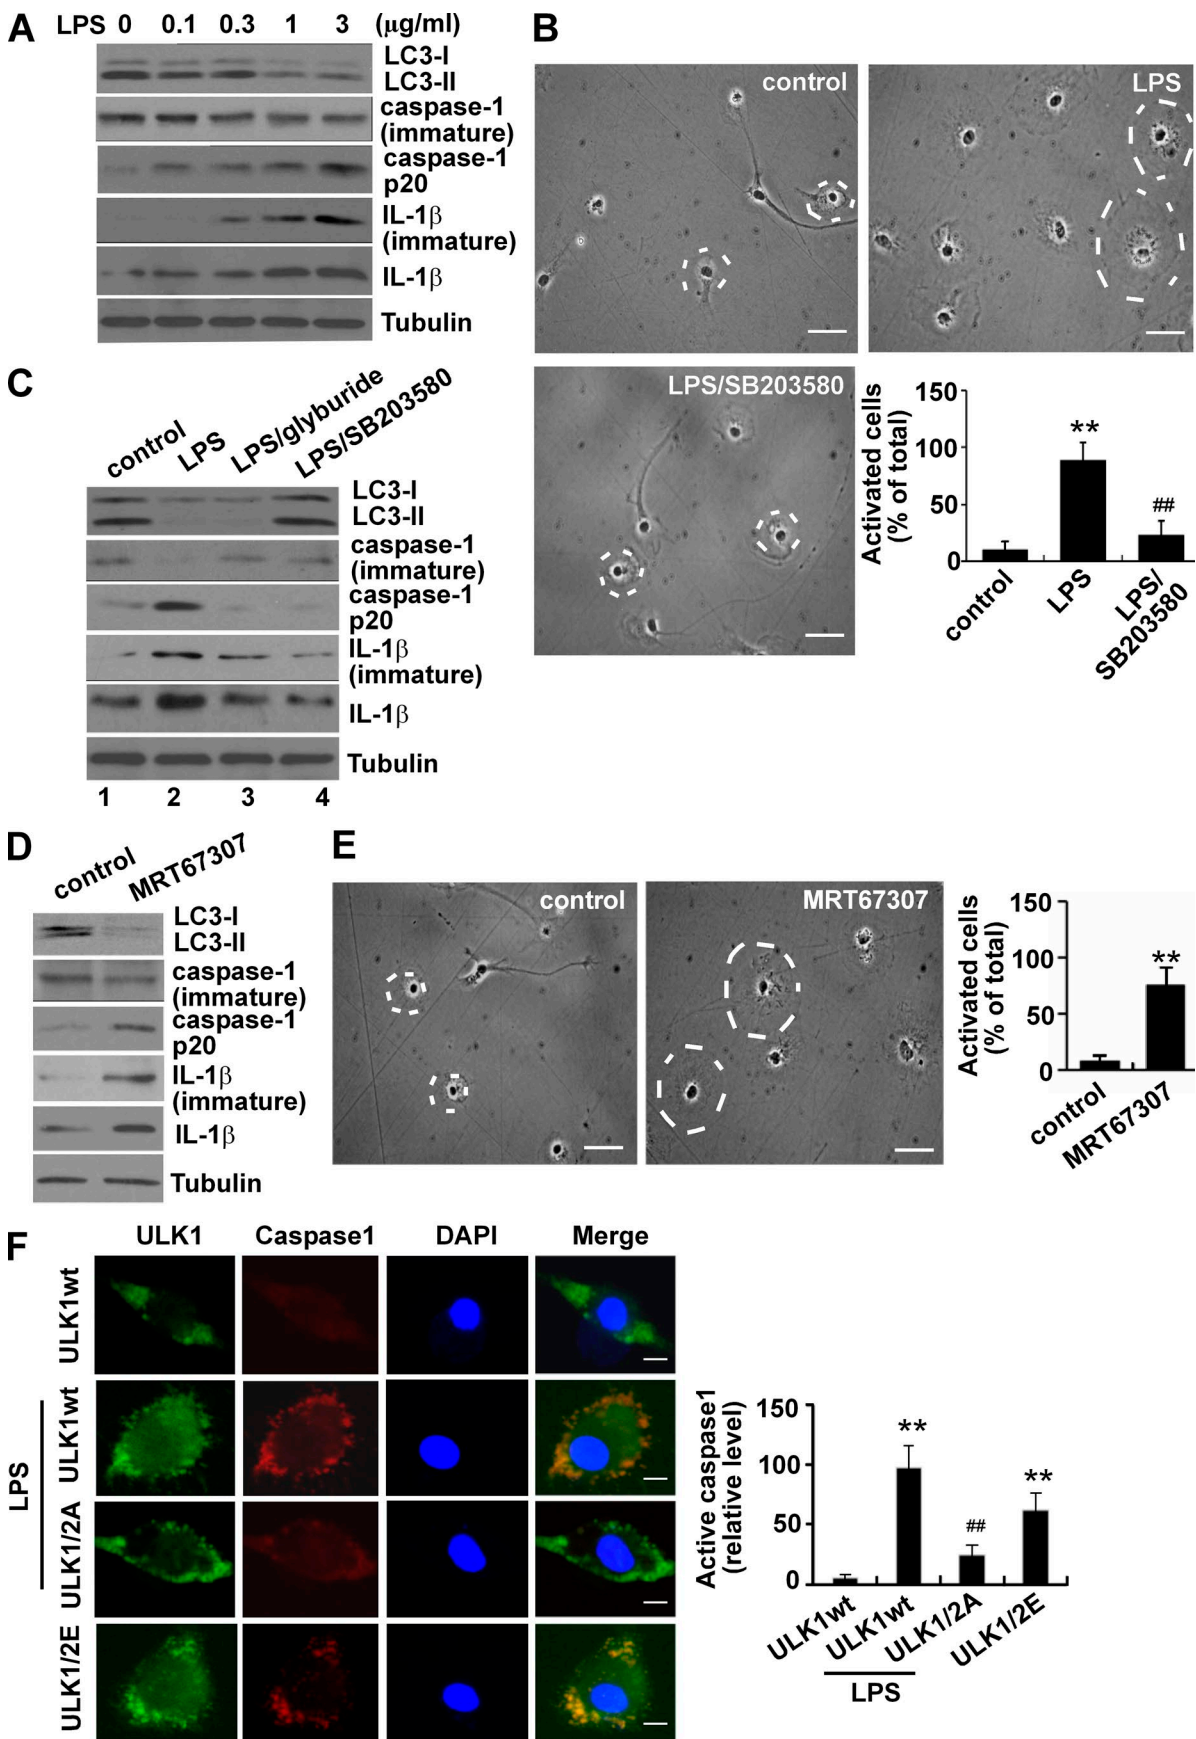 A
LPS 0 0.1 0.3 1 3 (μg/ml)
LC3-I
LC3-II
caspase-1
(immature)
caspase-1
p20
IL-1β
(immature)
IL-1β
Tubulin
B
control
LPS
LPS/SB203580
Activated cells
(% of total)
150
100
50
0
**
##
control
LPS
LPS/
SB203580
C
control
LPS
LPS/glyburide
LPS/SB203580
LC3-I
LC3-II
caspase-1
(immature)
caspase-1
p20
IL-1β
(immature)
IL-1β
Tubulin
1 2 3 4
D
control
MRT67307
LC3-I
LC3-II
caspase-1
(immature)
caspase-1
p20
IL-1β
(immature)
IL-1β
Tubulin
E
control
MRT67307
Activated cells
(% of total)
150
100
50
0
**
control
MRT67307
F
ULK1 Caspase1 DAPI Merge
ULK1wt
LPS
ULK1wt
ULK1/2A
ULK1/2E
Active caspase1
(relative level)
150
100
50
0
**
##
**
ULK1wt
ULK1wt
ULK1/2A
ULK1/2E
LPS